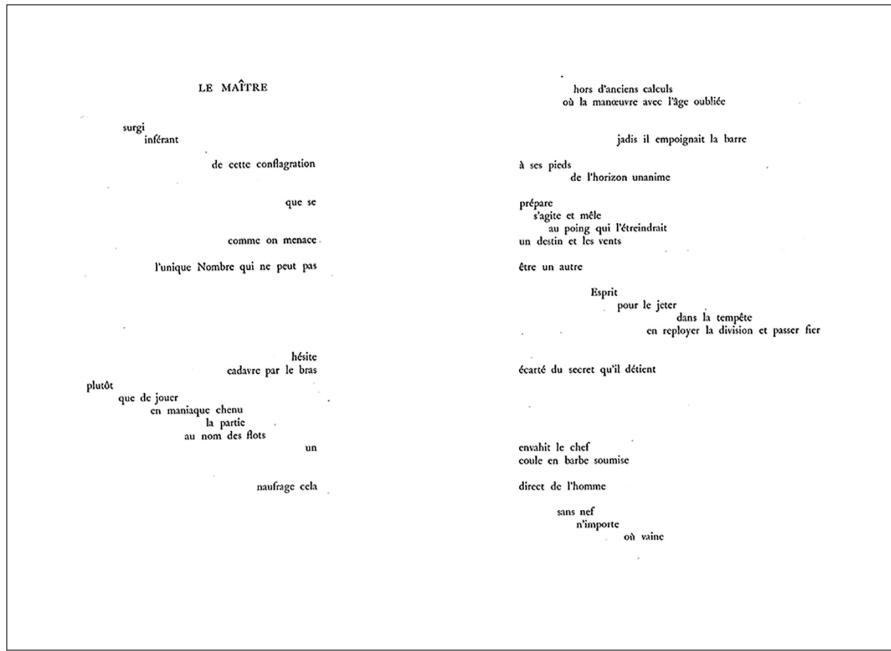 LE MAÎTRE
hors d'anciens calculs
où la manœuvre avec l'âge oubliée
surgi
inférant
jadis il empoignait la barre
de cette conflagration
à ses pieds
de l'horizon unanime
que se
prépare
s'agite et mêle
au poing qui l'étreindrait
comme on menace
un destin et les vents
l'unique Nombre qui ne peut pas
être un autre
Esprit
pour le jeter
dans la tempête
en reployer la division et passer fier
hésite
cadavre par le bras
écarté du secret qu'il détient
plutôt
que de jouer
en maniaque chenu
la partie
au nom des flots
un
envahit le chef
coule en barbe soumise
naufrage cela
direct de l'homme
sans nef
n'importe
où vaine